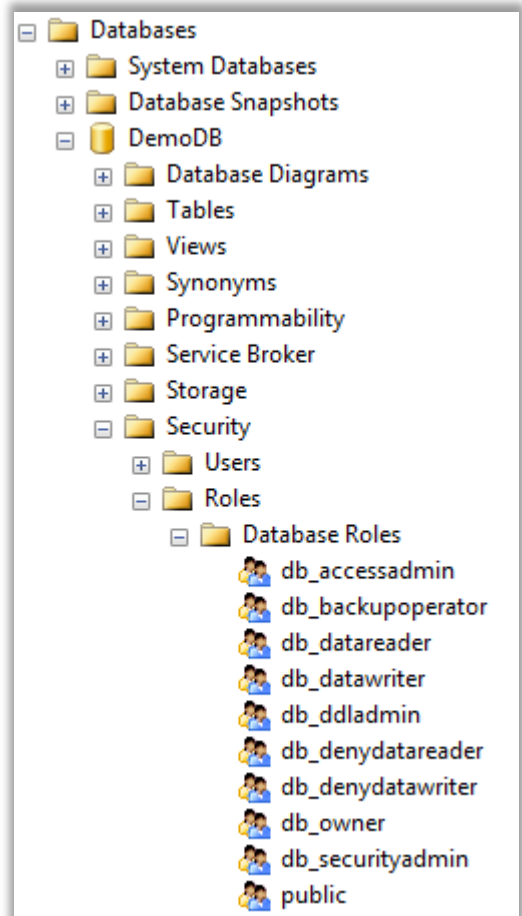 Databases
System Databases
Database Snapshots
DemoDB
Database Diagrams
Tables
Views
Synonyms
Programmability
Service Broker
Storage
Security
Users
Roles
Database Roles
db_accessadmin
db_backupoperator
db_datareader
db_datawriter
db_ddladmin
db_denydatareader
db_denydatawriter
db_owner
db_securityadmin
public